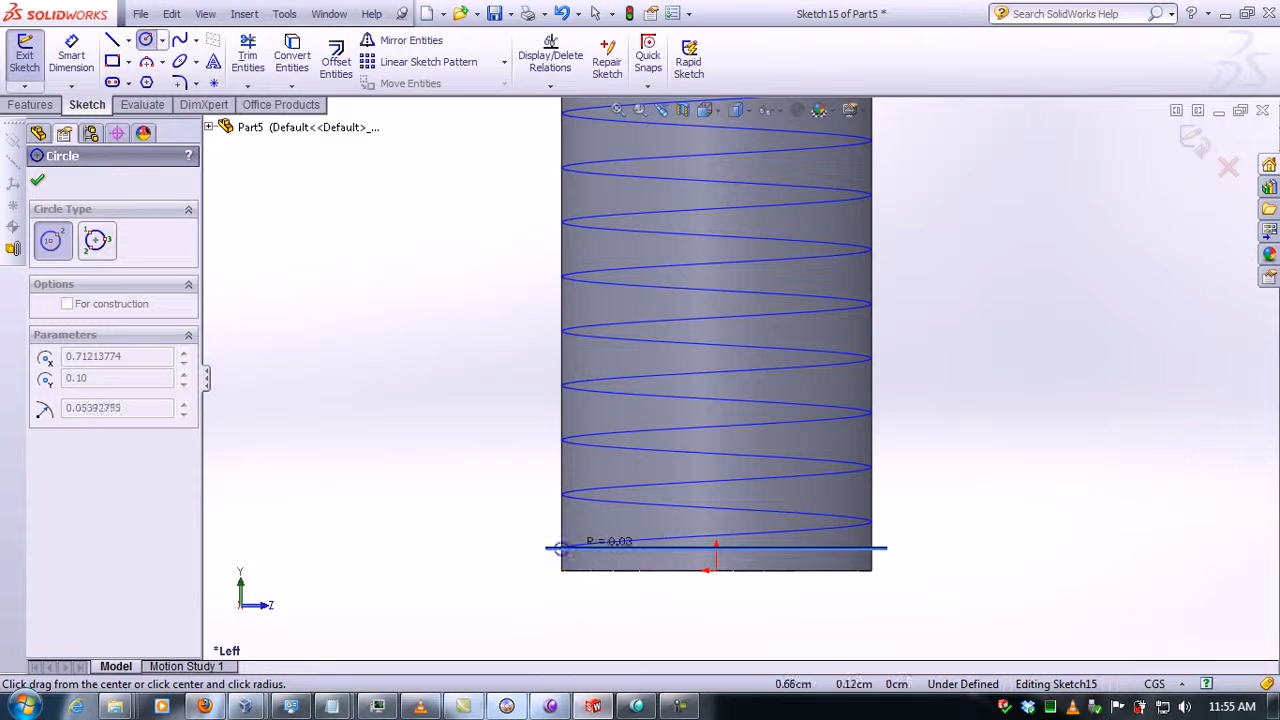 SOLIDWORKS File Edit View Insert Tools Window Help Sketch15 of Part5 * Search SolidWorks Help
Exit Sketch Smart Dimension Trim Entities Convert Entities Offset Entities Mirror Entities Linear Sketch Pattern Move Entities Display/Delete Relations Repair Sketch Quick Snaps Rapid Sketch
Features Sketch Evaluate DimXpert Office Products
Part5 (Default<<Default>_...
Circle ?
Circle Type
Options
For construction
Parameters
0.71213774
0.10
0.05392755
R = 0.03
Y
Z
*Left
Model Motion Study 1
Click drag from the center or click center and click radius. 0.66cm 0.12cm 0cm Under Defined Editing Sketch15 CGS
11:55 AM